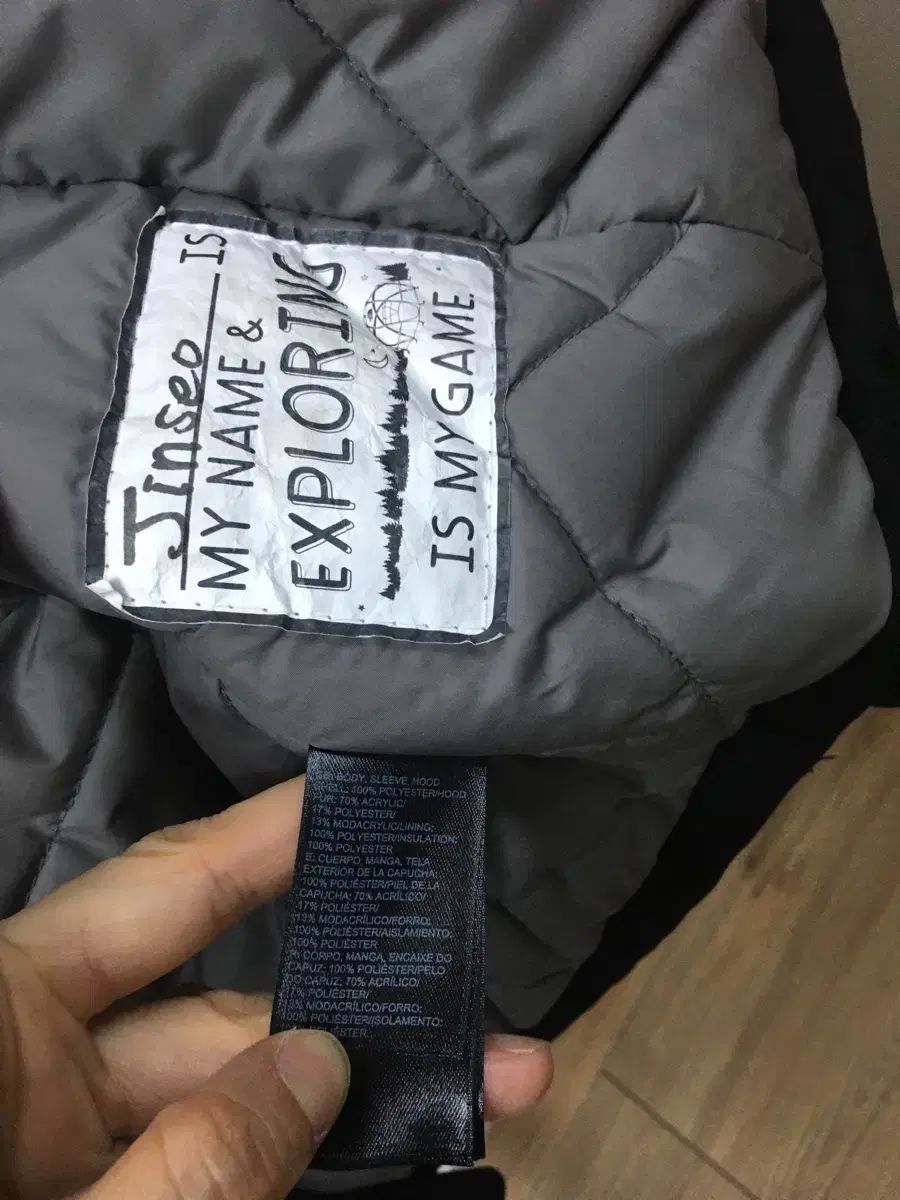 Jinseo IS
MY NAME &
EXPLORING
IS MY GAME
BODY, SLEEVE, HOOD
SHELL: 100% POLYESTER/HOOD
FUR: 70% ACRYLIC/
17% POLYESTER/
13% MODACRYLIC/LINING:
100% POLYESTER/INSULATION:
100% POLYESTER
E: CUERPO, MANGA, TELA
EXTERIOR DE LA CAPUCHA:
100% POLIÉSTER/PIEL DE LA
CAPUCHA: 70% ACRÍLICO/
17% POLIÉSTER/
13% MODACRÍLICO/FORRO:
100% POLIÉSTER/AISLAMIENTO:
100% POLIÉSTER
CORPO, MANGA, ENCAIXE DO
CAPUZ: 100% POLIÉSTER/PELO
DO CAPUZ: 70% ACRÍLICO/
17% POLIÉSTER/
13% MODACRÍLICO/FORRO:
100% POLIÉSTER/ISOLAMENTO:
POLIÉSTER